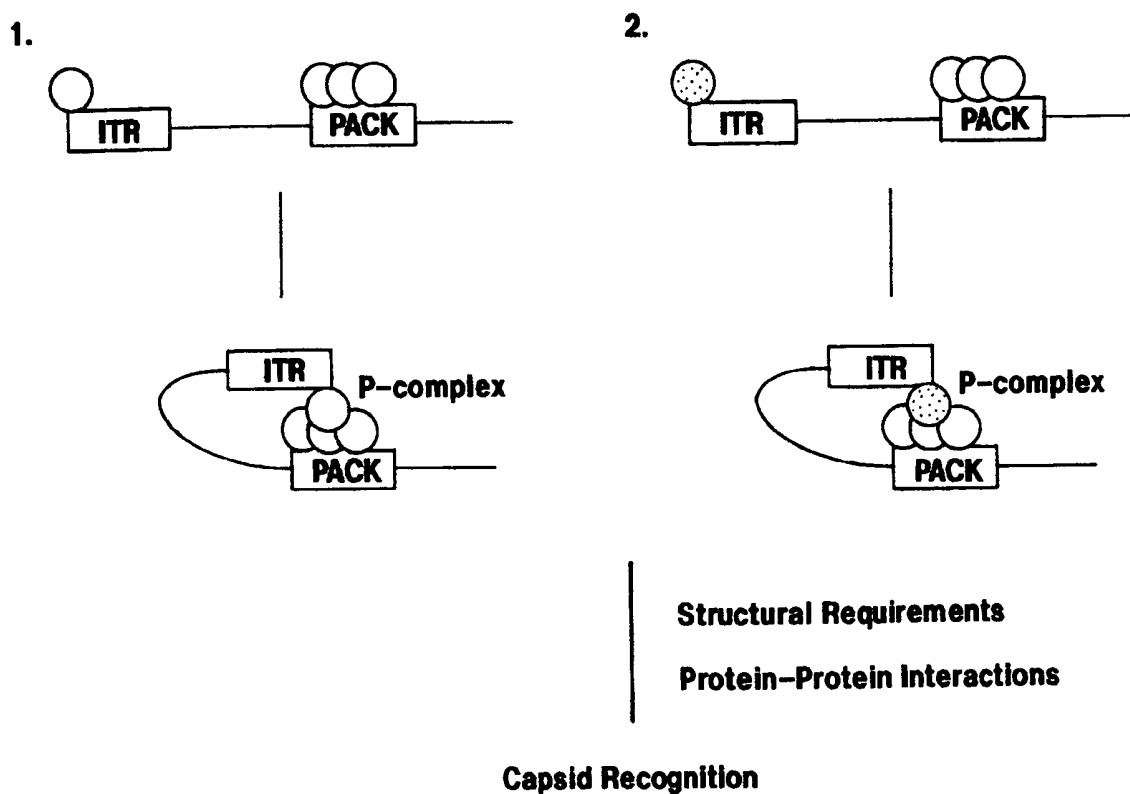 1.
ITR
PACK
ITR
P-complex
PACK
2.
ITR
PACK
ITR
P-complex
PACK
Structural Requirements
Protein–Protein Interactions
Capsid Recognition